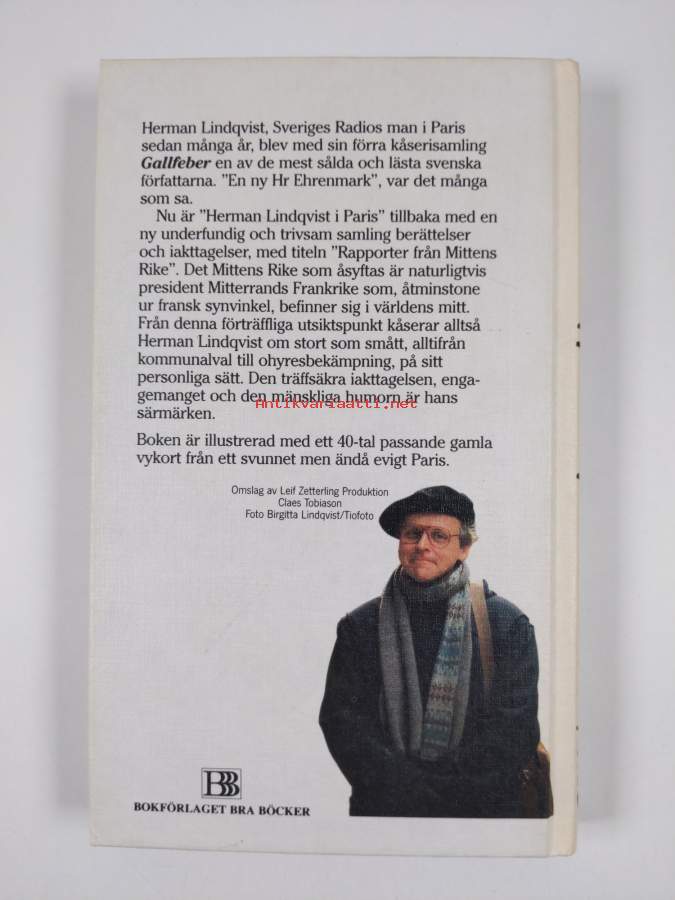 Herman Lindqvist, Sveriges Radios man i Paris
sedan många år, blev med sin förra kåserisamling
Gallfeber en av de mest sålda och lästa svenska
författarna. ”En ny Hr Ehrenmark”, var det många
som sa.
Nu är ”Herman Lindqvist i Paris” tillbaka med en
ny underfundig och trivsam samling berättelser
och iakttagelser, med titeln ”Rapporter från Mittens
Rike”. Det Mittens Rike som åsyftas är naturligtvis
president Mitterrands Frankrike som, åtminstone
ur fransk synvinkel, befinner sig i världens mitt.
Från denna förträffliga utsiktspunkt kåserar alltså
Herman Lindqvist om stort som smått, alltifrån
kommunalval till ohyresbekämpning, på sitt
personliga sätt. Den träffsäkra iakttagelsen, enga-
gemanget och den mänskliga humorn är hans
Antikvariaatti.net
särmärken.
Boken är illustrerad med ett 40-tal passande gamla
vykort från ett svunnet men ändå evigt Paris.
Omslag av Leif Zetterling Produktion
Claes Tobiason
Foto Birgitta Lindqvist/Tiofoto
BBB
BOKFÖRLAGET BRA BÖCKER